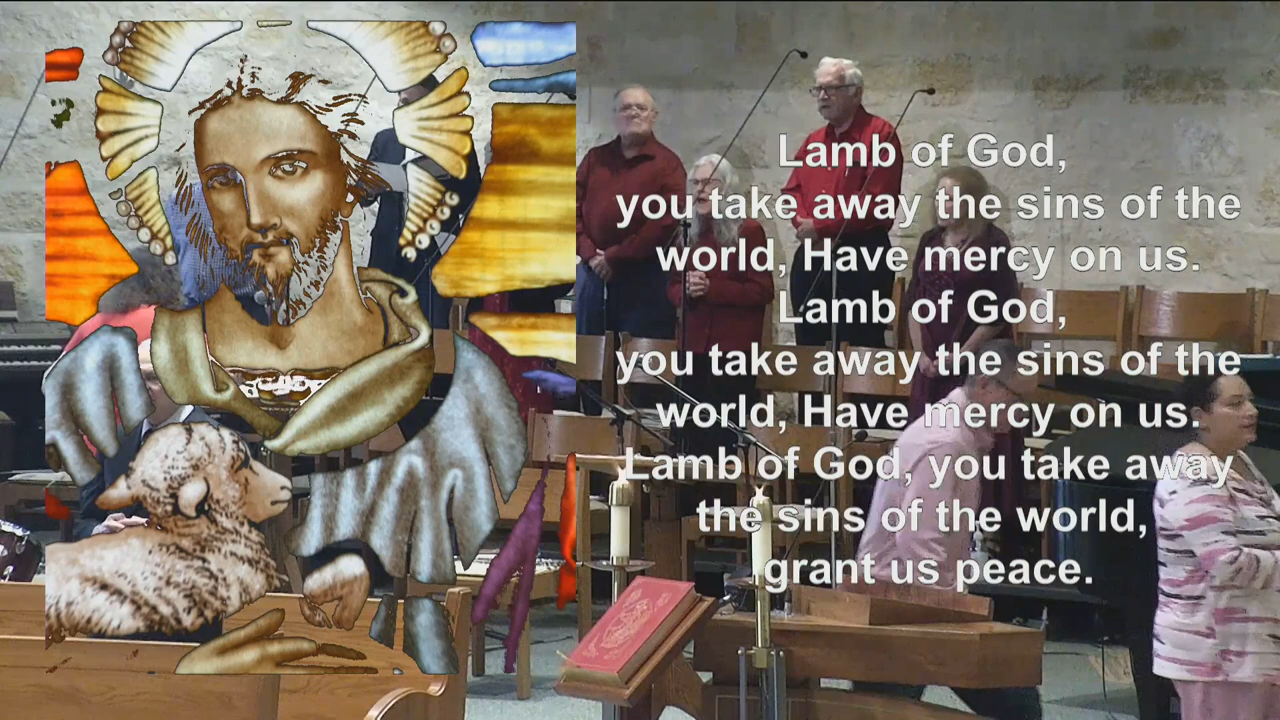 Lamb of God,
you take away the sins of the
world, Have mercy on us.
Lamb of God,
you take away the sins of the
world, Have mercy on us.
Lamb of God, you take away
the sins of the world,
grant us peace.